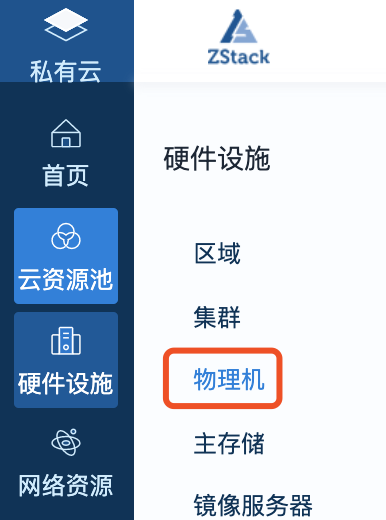 私有云
首页
云资源池
硬件设施
网络资源
ZStack
硬件设施
区域
集群
物理机
主存储
镜像服务器